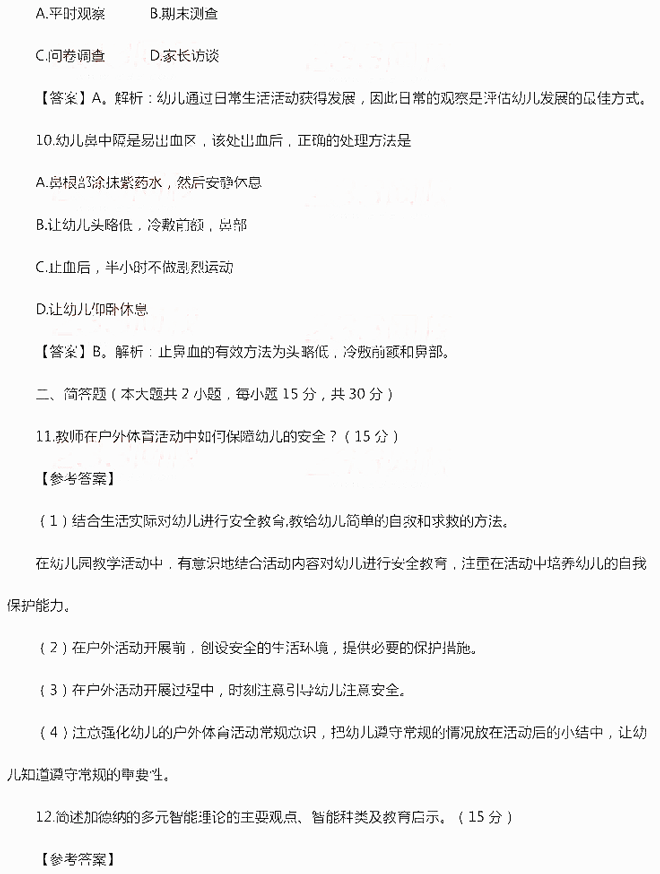 A.平时观察 B.期末测查
C.问卷调查 D.家长访谈
【答案】A。解析：幼儿通过日常生活活动获得发展，因此日常的观察是评估幼儿发展的最佳方式。
10.幼儿鼻中隔是易出血区，该处出血后，正确的处理方法是
A.鼻根部涂抹紫药水，然后安静休息
B.让幼儿头略低，冷敷前额，鼻部
C.止血后，半小时不做剧烈运动
D.让幼儿仰卧休息
【答案】B。解析：止鼻血的有效方法为头略低，冷敷前额和鼻部。
二、简答题（本大题共2小题，每小题15分，共30分）
11.教师在户外体育活动中如何保障幼儿的安全？（15分）
【参考答案】
（1）结合生活实际对幼儿进行安全教育,教给幼儿简单的自救和求救的方法。
在幼儿园教学活动中，有意识地结合活动内容对幼儿进行安全教育，注重在活动中培养幼儿的自我
保护能力。
（2）在户外活动开展前，创设安全的生活环境，提供必要的保护措施。
（3）在户外活动开展过程中，时刻注意引导幼儿注意安全。
（4）注意强化幼儿的户外体育活动常规意识，把幼儿遵守常规的情况放在活动后的小结中，让幼
儿知道遵守常规的重要性。
12.简述加德纳的多元智能理论的主要观点、智能种类及教育启示。（15分）
【参考答案】